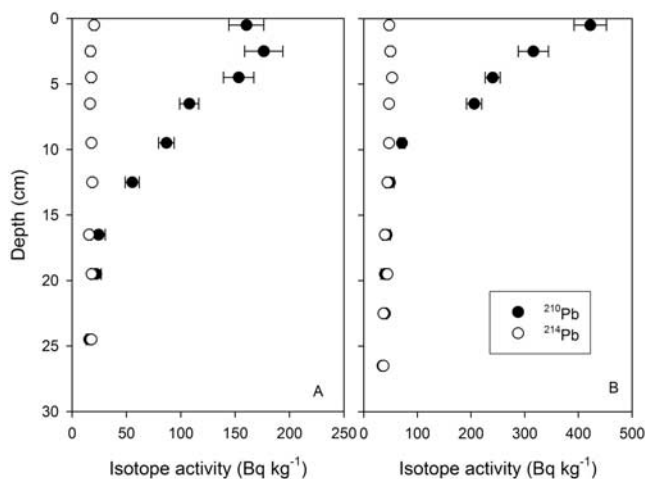 0
5
10
15
20
25
30
Depth (cm)
0 50 100 150 200 250
Isotope activity (Bq kg⁻¹)
A
0 100 200 300 400 500
Isotope activity (Bq kg⁻¹)
B
²¹⁰Pb
²¹⁴Pb